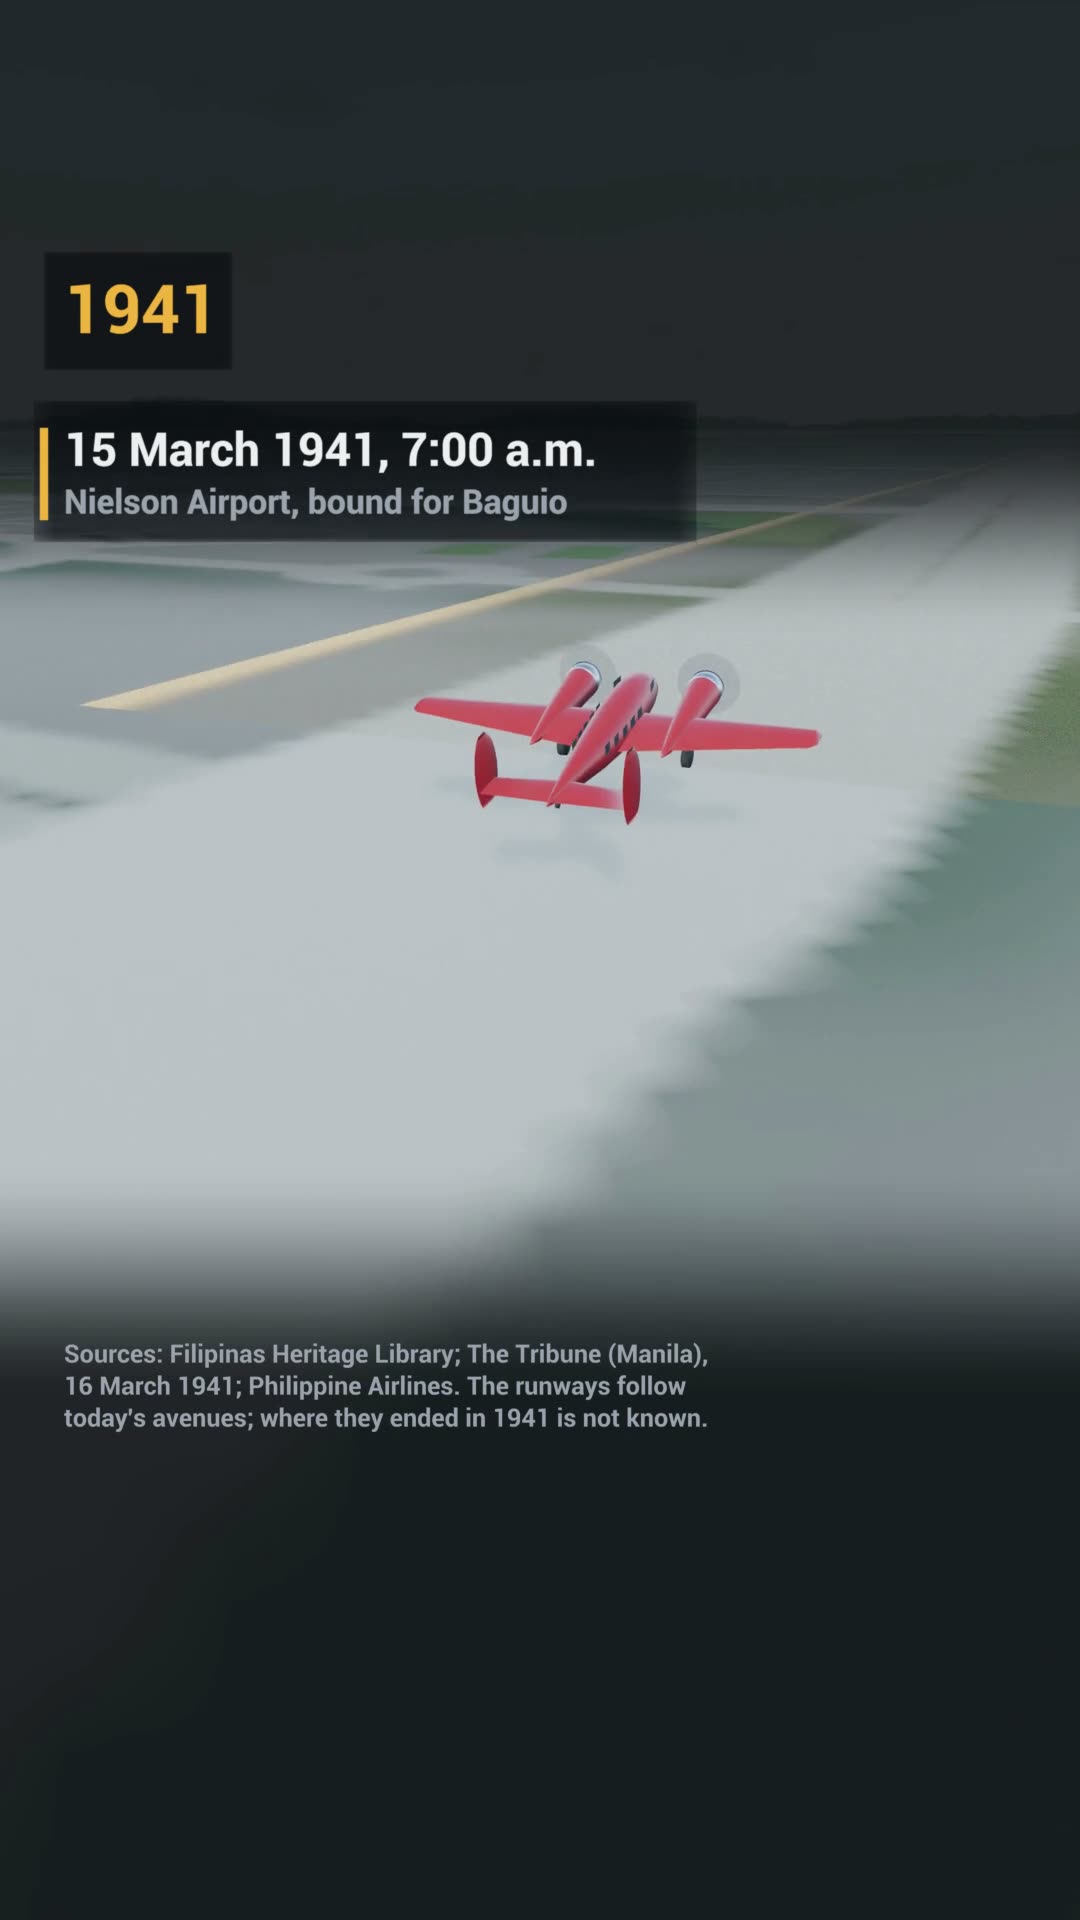 1941
15 March 1941, 7:00 a.m.
Nielson Airport, bound for Baguio
Sources: Filipinas Heritage Library; The Tribune (Manila),
16 March 1941; Philippine Airlines. The runways follow
today's avenues; where they ended in 1941 is not known.